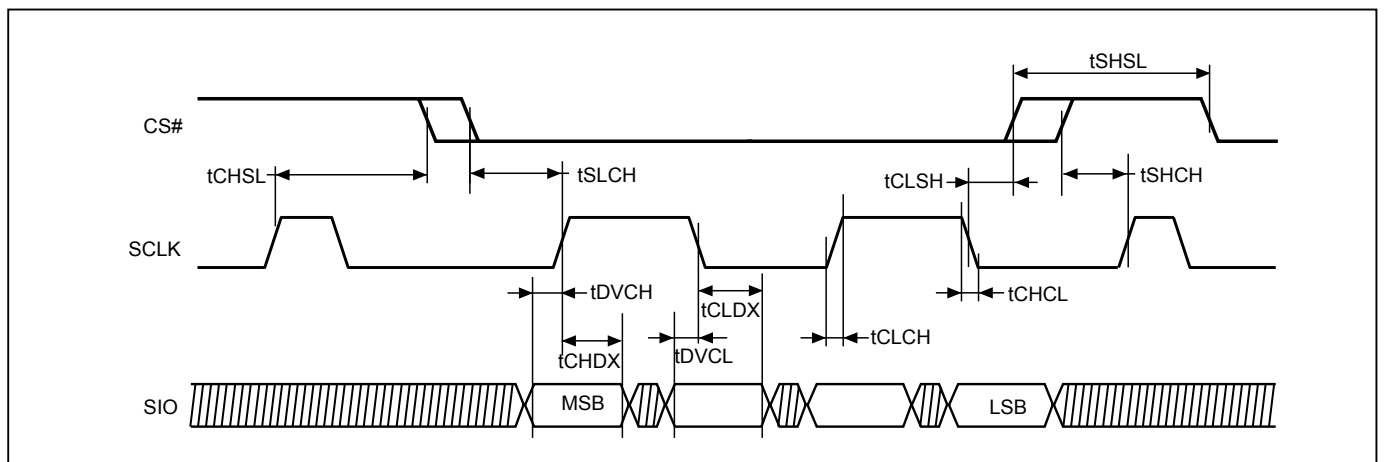 tSHSL
CS#
tCHSL
tSLCH
tCLSH
tSHCH
SCLK
tDVCH
tCLDX
tCHCL
tCHDX
tDVCL
tCLCH
SIO
MSB
LSB